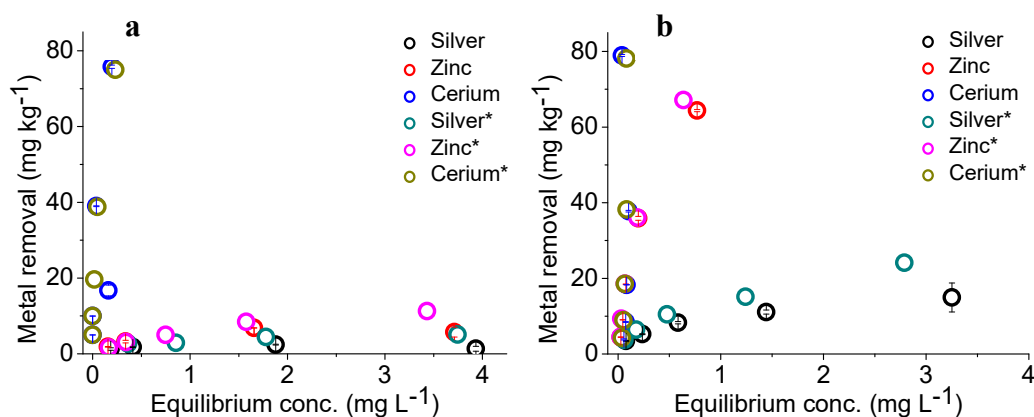 a
Silver
Zinc
Cerium
Silver*
Zinc*
Cerium*
80
60
40
20
0
Metal removal (mg kg⁻¹)
0 1 2 3 4
Equilibrium conc. (mg L⁻¹)
b
Silver
Zinc
Cerium
Silver*
Zinc*
Cerium*
80
60
40
20
0
Metal removal (mg kg⁻¹)
0 1 2 3 4
Equilibrium conc. (mg L⁻¹)